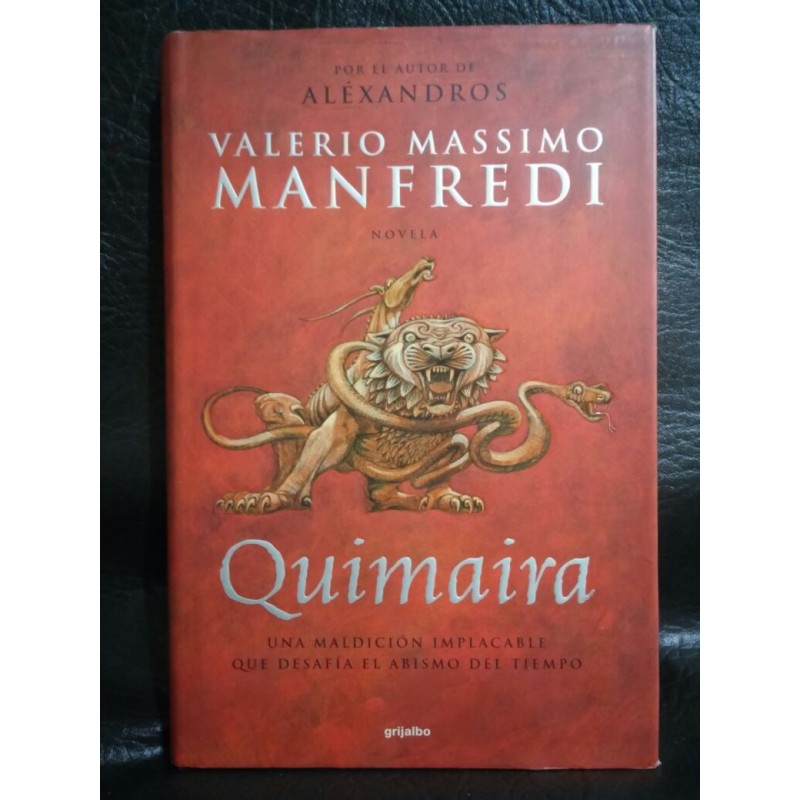 POR EL AUTOR DE
ALÉXANDROS
VALERIO MASSIMO
MANFREDI
NOVELA
Quimaira
UNA MALDICIÓN IMPLACABLE
QUE DESAFÍA EL ABISMO DEL TIEMPO
grijalbo